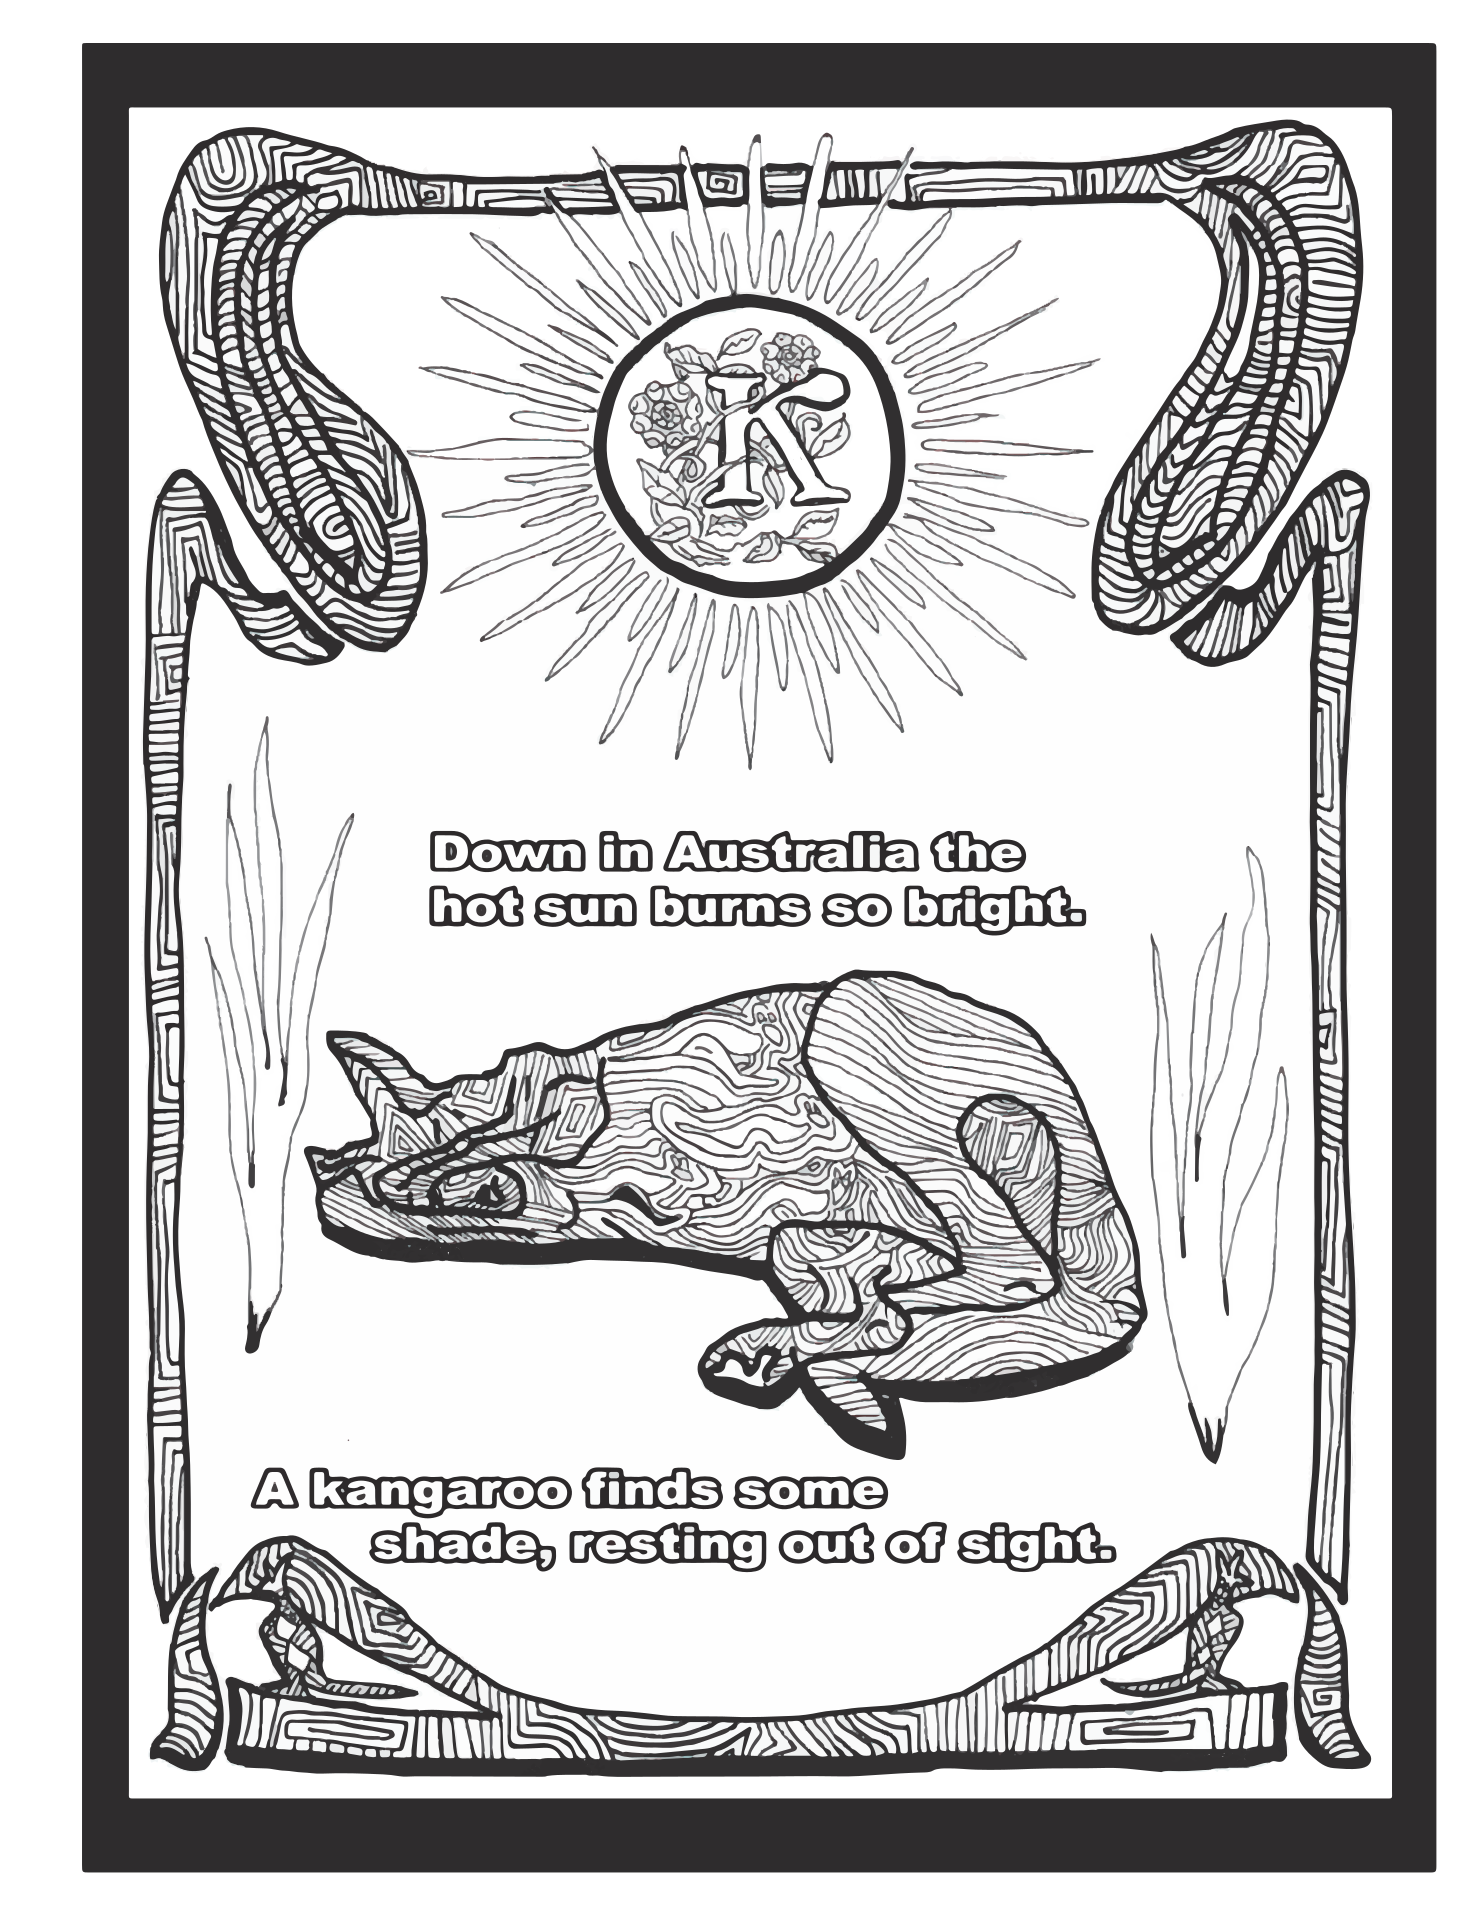 K
Down in Australia the
hot sun burns so bright.
A kangaroo finds some
shade, resting out of sight.